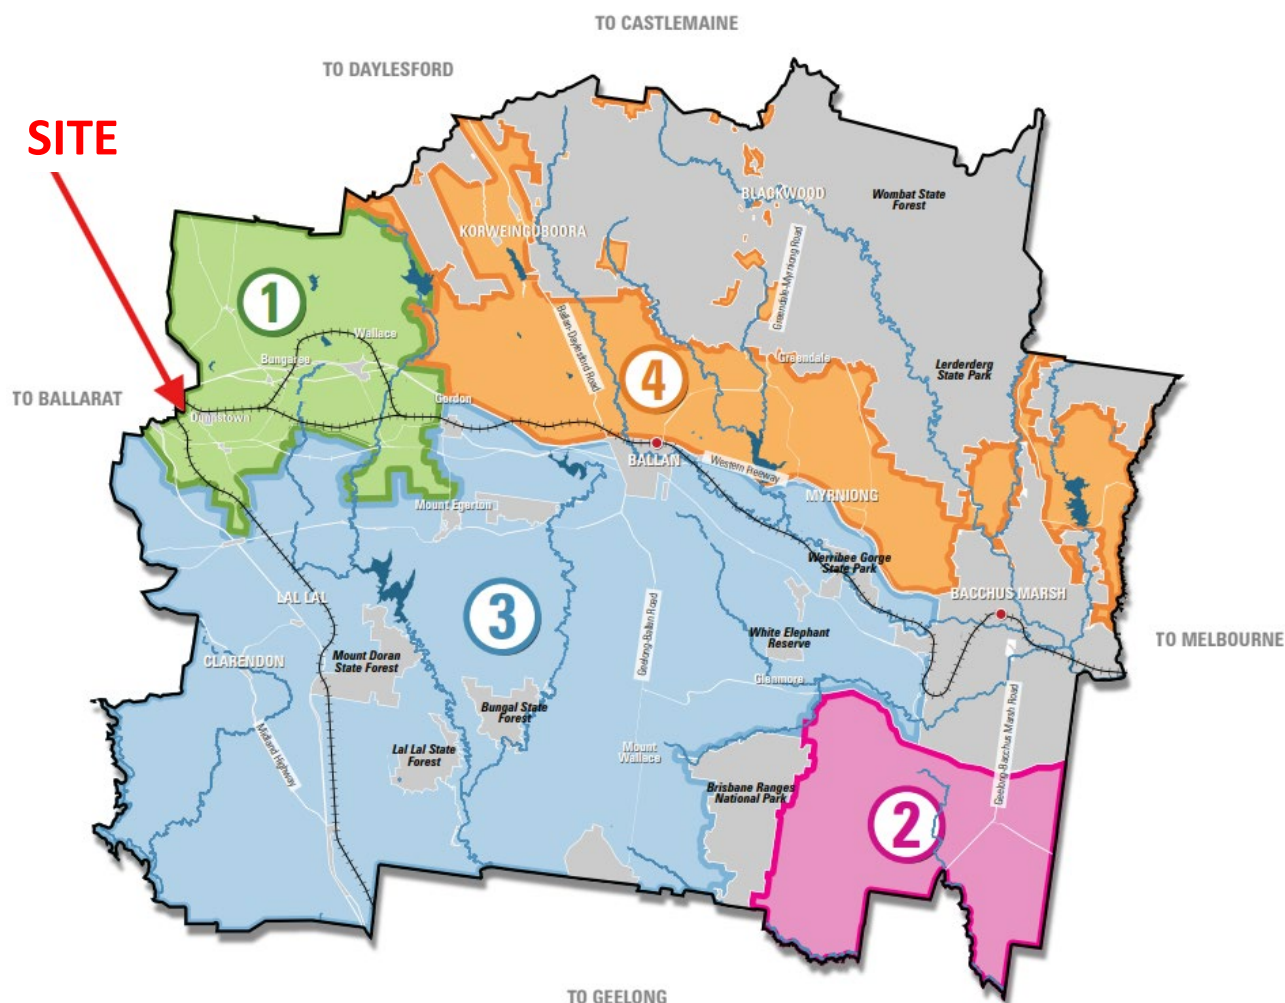 TO CASTLEMAINE
TO DAYLESFORD
SITE
BLACKWOOD
Wombat State
Forest
KORWEINGUBOORA
Greendale-Myrniong Road
1
Wallace
Bungaree
Ballan-Daylesford Road
Greendale
Lerderderg
State Park
4
TO BALLARAT
Gordon
Dunnstown
BALLAN
Western Freeway
MYRNIONG
Mount Egerton
Werribee Gorge
State Park
BACCHUS MARSH
LAL LAL
3
Geelong-Ballan Road
White Elephant
Reserve
TO MELBOURNE
Mount Doran
State Forest
CLARENDON
Glenmore
Bungal State
Forest
Geelong-Bacchus Marsh Road
Midland Highway
Lal Lal State
Forest
Mount
Wallace
Brisbane Ranges
National Park
2
TO GEELONG